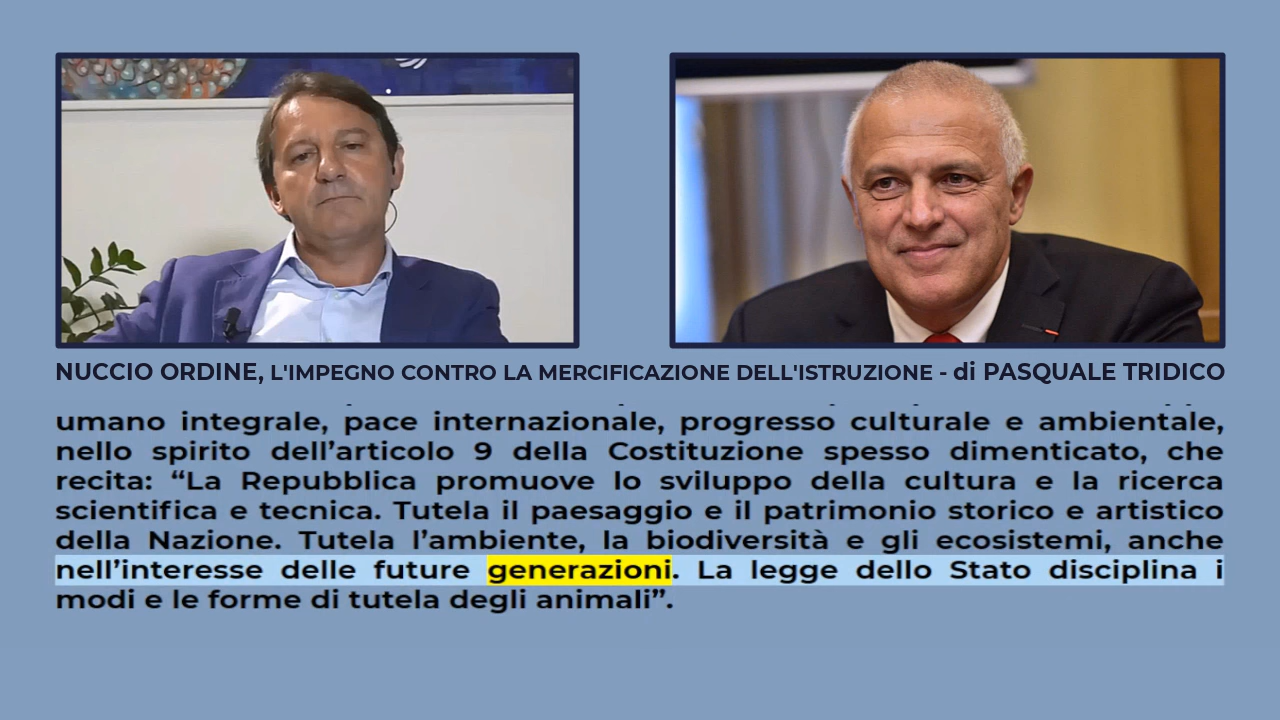 NUCCIO ORDINE, L'IMPEGNO CONTRO LA MERCIFICAZIONE DELL'ISTRUZIONE - di PASQUALE TRIDICO
umano integrale, pace internazionale, progresso culturale e ambientale,
nello spirito dell’articolo 9 della Costituzione spesso dimenticato, che
recita: “La Repubblica promuove lo sviluppo della cultura e la ricerca
scientifica e tecnica. Tutela il paesaggio e il patrimonio storico e artistico
della Nazione. Tutela l’ambiente, la biodiversità e gli ecosistemi, anche
nell’interesse delle future generazioni. La legge dello Stato disciplina i
modi e le forme di tutela degli animali”.